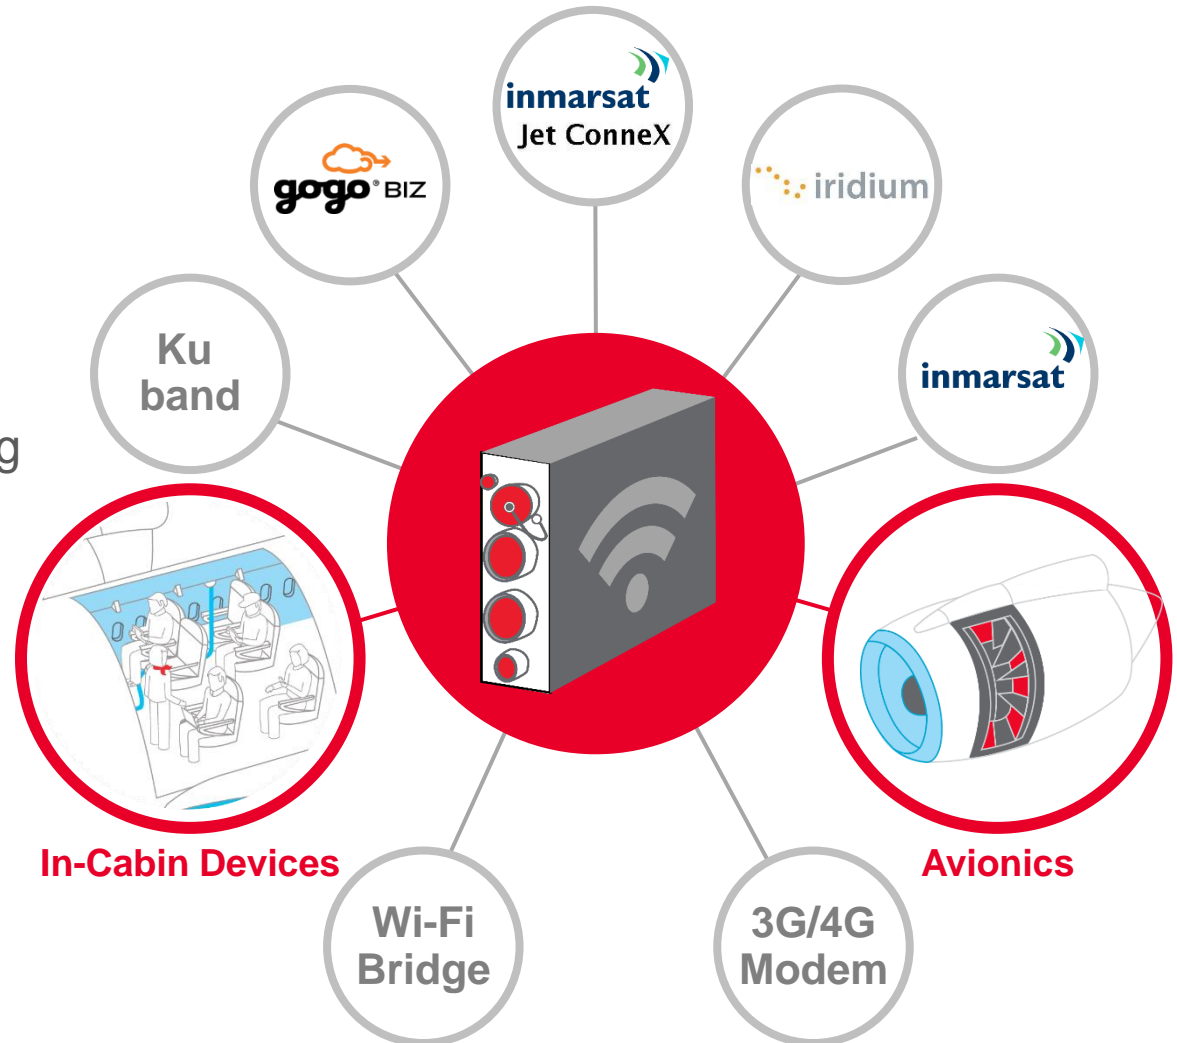 inmarsat
Jet ConneX
gogo® BIZ
iridium
Ku
band
inmarsat
g
In-Cabin Devices
Avionics
Wi-Fi
Bridge
3G/4G
Modem